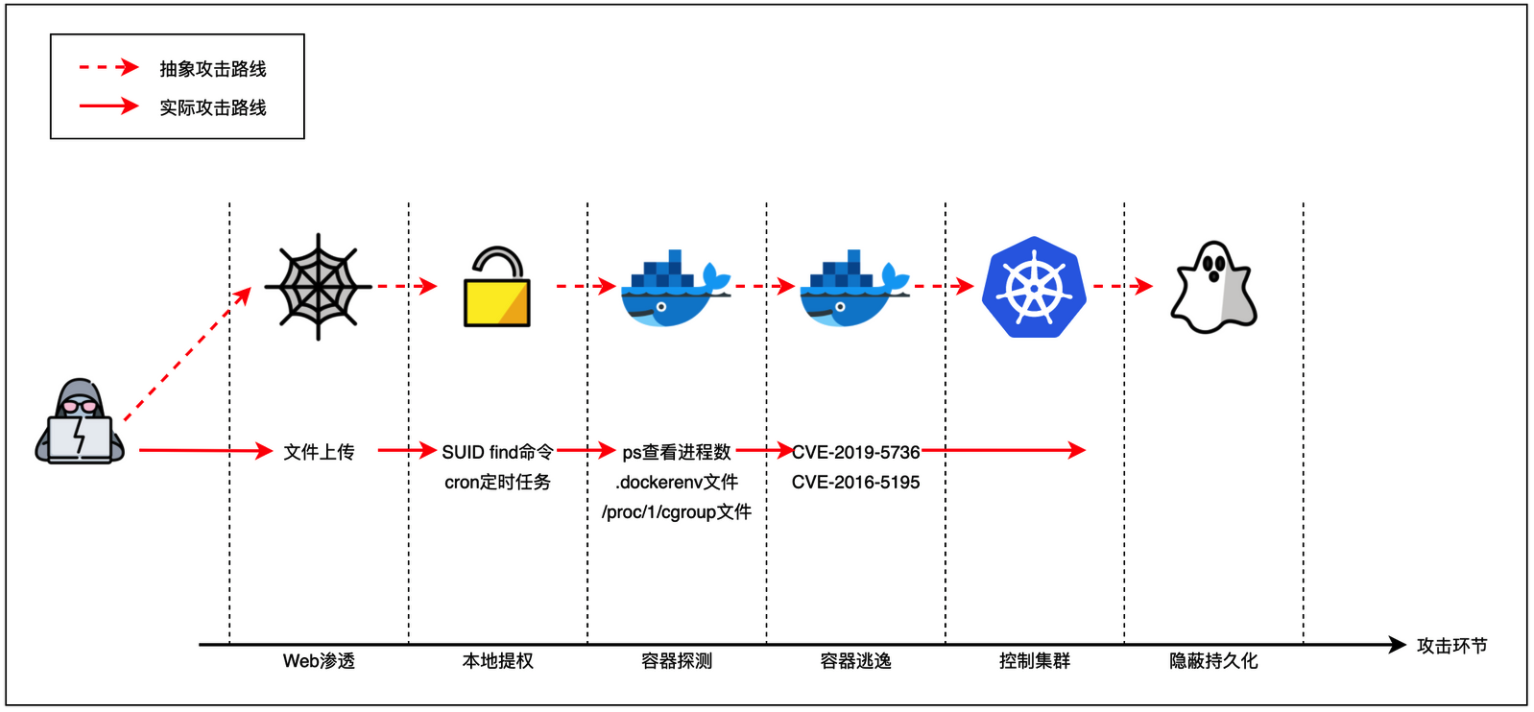 抽象攻击路线
实际攻击路线
文件上传
SUID find命令
cron定时任务
ps查看进程数
.dockerenv文件
/proc/1/cgroup文件
CVE-2019-5736
CVE-2016-5195
Web渗透
本地提权
容器探测
容器逃逸
控制集群
隐蔽持久化
攻击环节